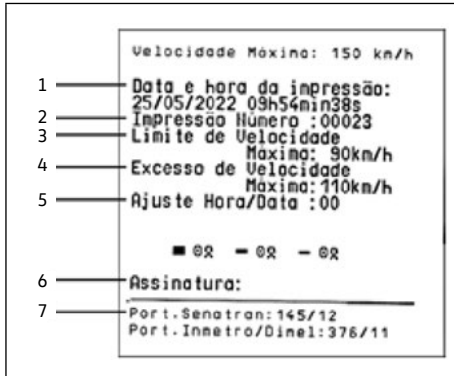 Velocidade Máxima: 150 km/h
1
Data e hora da impressão:
25/05/2022 09h54min38s
2
Impressão Número :00023
3
Limite de Velocidade
Máxima: 90km/h
4
Excesso de Velocidade
Máxima:110km/h
5
Ajuste Hora/Data :00
6
Assinatura:
7
Port.Senatran:145/12
Port.Inmetro/Dimel:376/11